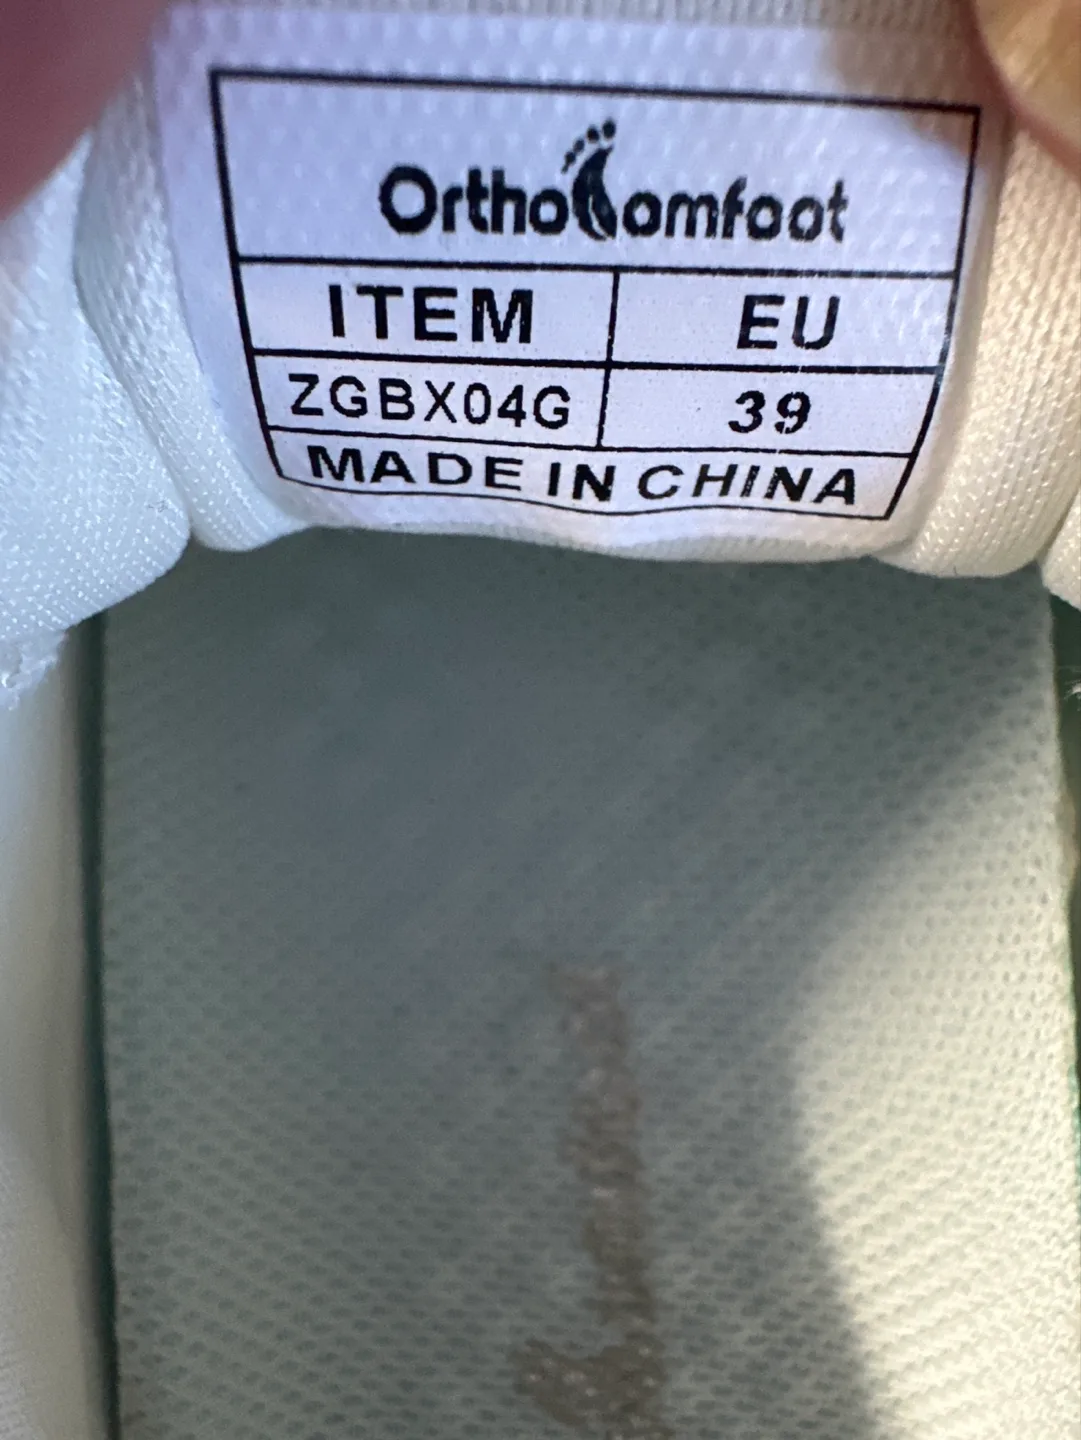 OrthoComfoot
ITEM EU
ZGBX04G 39
MADE IN CHINA